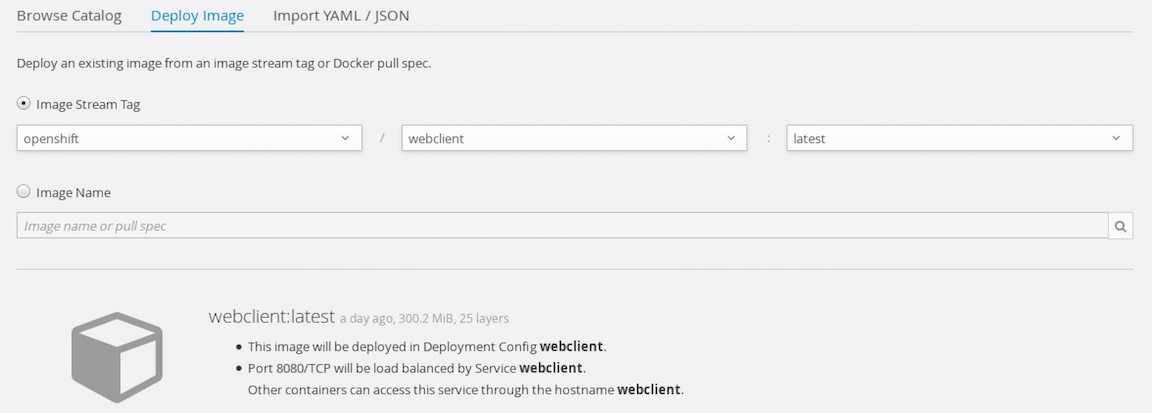 Browse Catalog Deploy Image Import YAML / JSON
Deploy an existing image from an image stream tag or Docker pull spec.
Image Stream Tag
openshift / webclient : latest
Image Name
Image name or pull spec
webclient:latest a day ago, 300.2 MiB, 25 layers
• This image will be deployed in Deployment Config webclient.
• Port 8080/TCP will be load balanced by Service webclient.
Other containers can access this service through the hostname webclient.